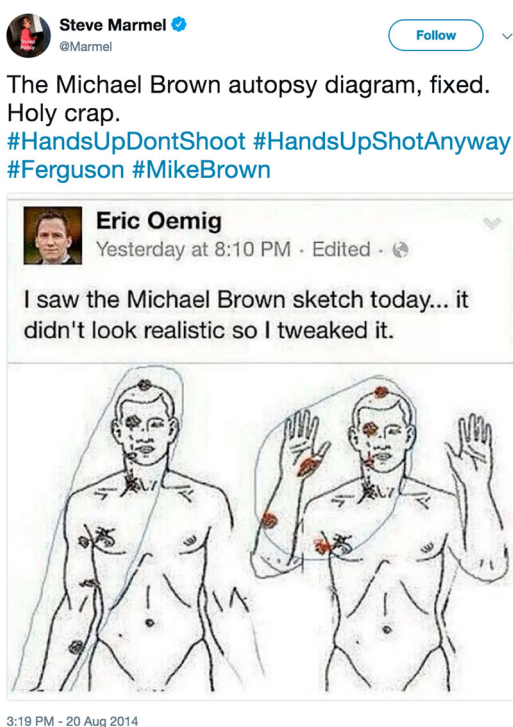 Steve Marmel
@Marmel
Follow
The Michael Brown autopsy diagram, fixed.
Holy crap.
#HandsUpDontShoot #HandsUpShotAnyway
#Ferguson #MikeBrown
Eric Oemig
Yesterday at 8:10 PM · Edited ·
I saw the Michael Brown sketch today... it
didn't look realistic so I tweaked it.
3:19 PM - 20 Aug 2014